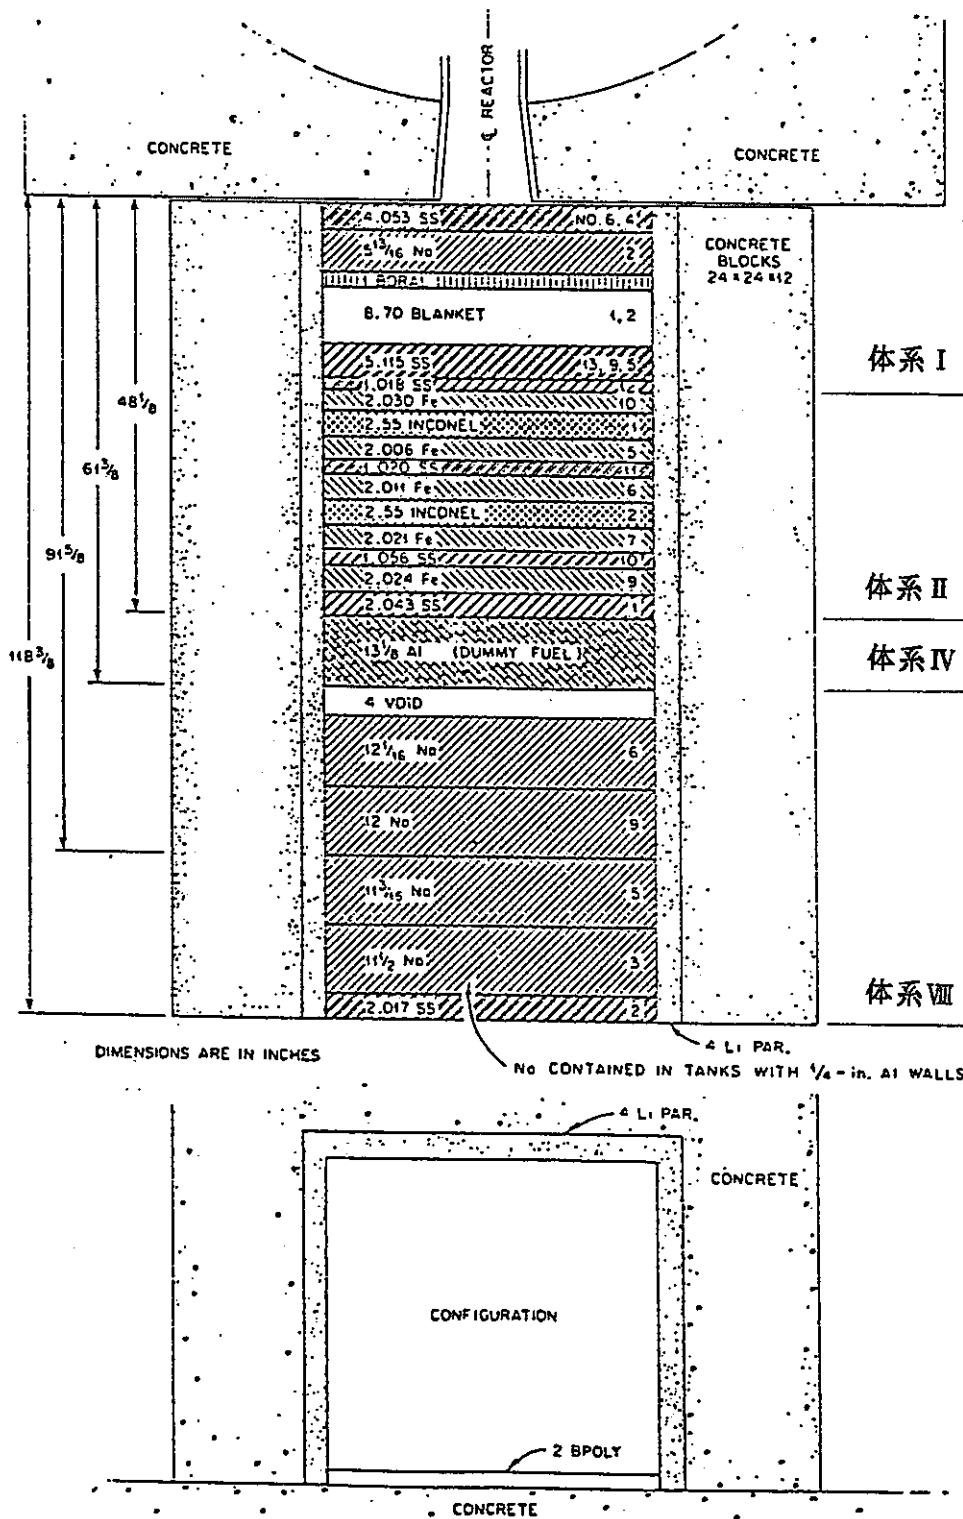 ℄ REACTOR
CONCRETE
CONCRETE
4.053 SS NO. 6, 4
5 13/16 Na 2
1 BORAL
CONCRETE
BLOCKS
24 x 24 x 12
8.70 BLANKET 1, 2
5.115 SS 13, 9, 5
体系 I
1.018 SS
2.030 Fe 10
48 1/8
2.55 INCONEL 1
2.006 Fe 5
61 3/8
1.020 SS 11
2.011 Fe 6
2.55 INCONEL 2
91 5/8
2.021 Fe 7
1.056 SS 10
2.024 Fe 9
体系 II
2.043 SS 1
118 3/8
13 1/8 Al (DUMMY FUEL)
体系 IV
4 VOID
12 1/16 Na 6
12 Na 9
Na 5
11 1/2 Na 3
体系 VIII
2.017 SS 2
4 Li PAR.
DIMENSIONS ARE IN INCHES
Na CONTAINED IN TANKS WITH 1/4-in. Al WALLS
4 Li PAR.
CONCRETE
CONFIGURATION
2 BPOLY
CONCRETE